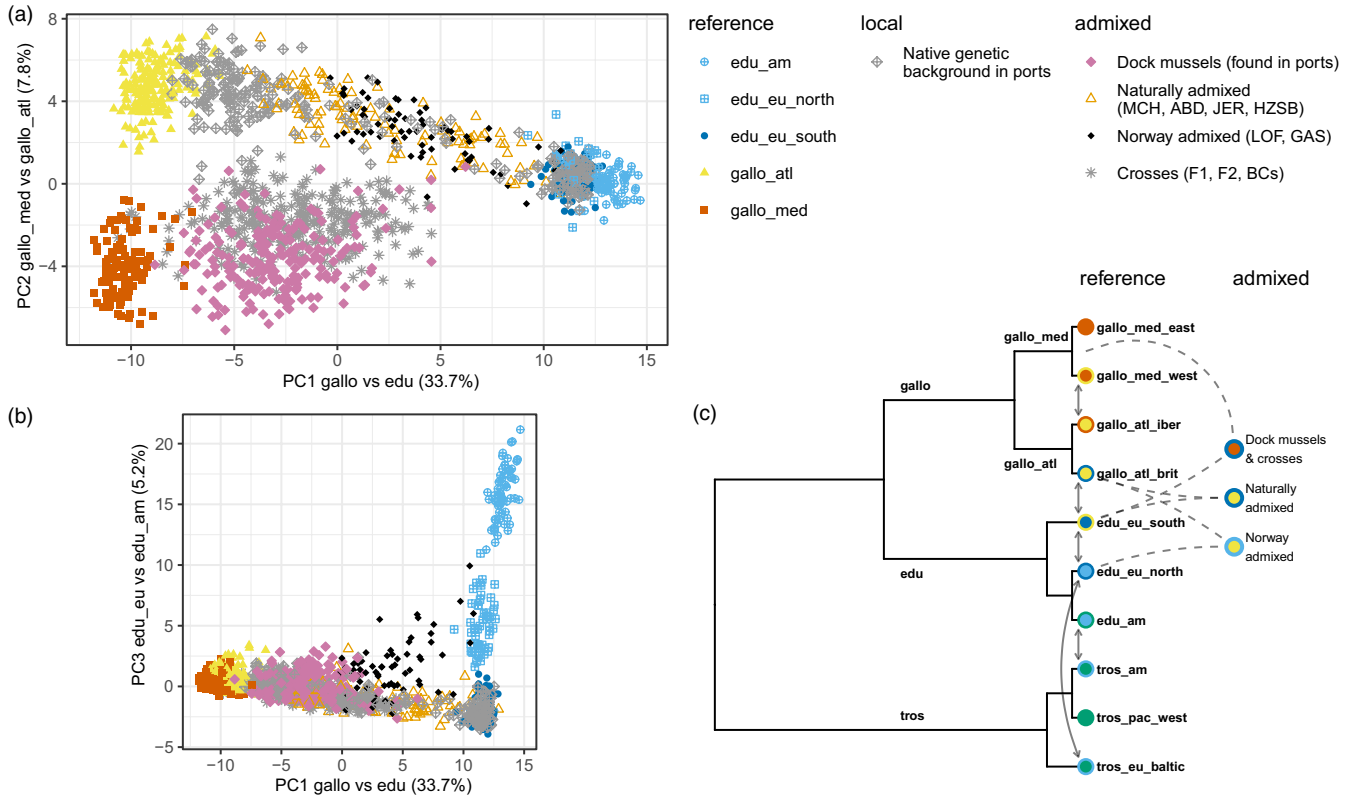 (a)
8
4
0
−4
−10
−5
0
5
10
15
PC2 gallo_med vs gallo_atl (7.8%)
PC1 gallo vs edu (33.7%)
reference
edu_am
edu_eu_north
edu_eu_south
gallo_atl
gallo_med
local
Native genetic
background in ports
admixed
Dock mussels (found in ports)
Naturally admixed
(MCH, ABD, JER, HZSB)
Norway admixed (LOF, GAS)
Crosses (F1, F2, BCs)
(b)
20
15
10
5
0
−5
−10
−5
0
5
10
15
PC3 edu_eu vs edu_am (5.2%)
PC1 gallo vs edu (33.7%)
(c)
reference
admixed
gallo_med
gallo_med_east
gallo
gallo_med_west
gallo_atl_iber
gallo_atl
gallo_atl_brit
edu_eu_south
edu
edu_eu_north
edu_am
tros_am
tros
tros_pac_west
tros_eu_baltic
Dock mussels
& crosses
Naturally
admixed
Norway
admixed